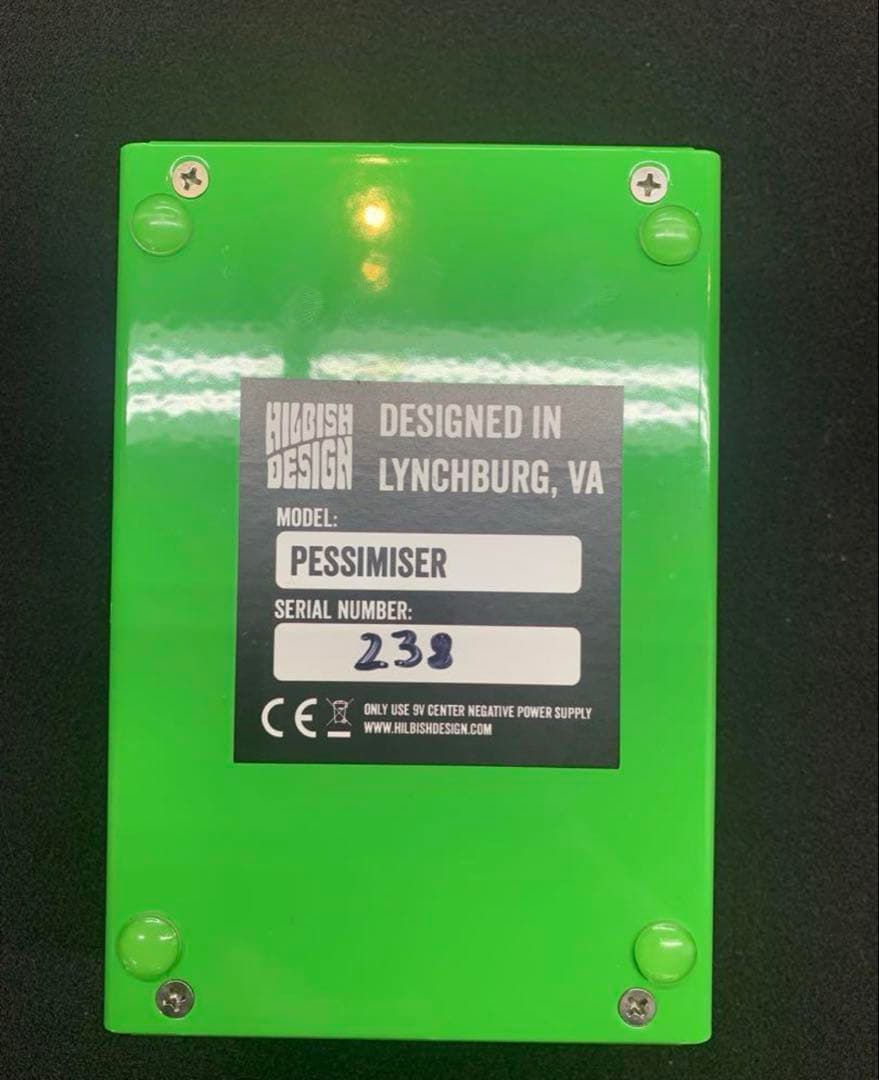 HILBISH
DESIGN
DESIGNED IN
LYNCHBURG, VA
MODEL:
PESSIMISER
SERIAL NUMBER:
238
CE
ONLY USE 9V CENTER NEGATIVE POWER SUPPLY
WWW.HILBISHDESIGN.COM